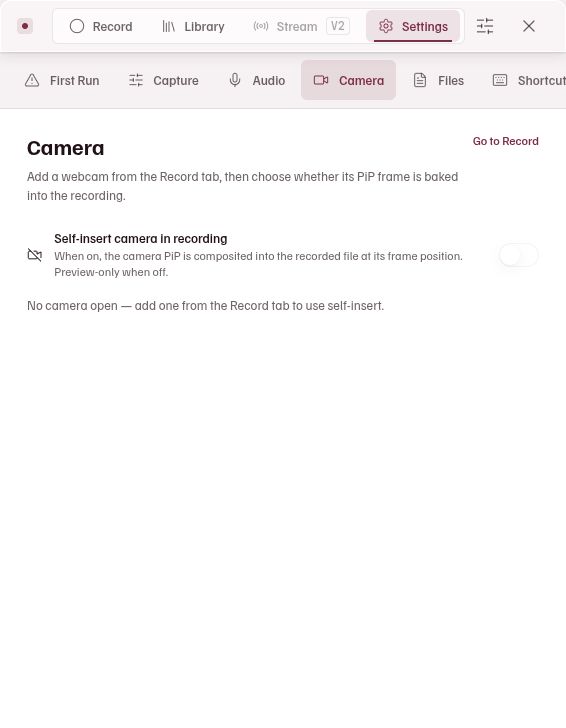 Record Library Stream V2 Settings
First Run Capture Audio Camera Files Shortcut
Camera
Go to Record
Add a webcam from the Record tab, then choose whether its PiP frame is baked
into the recording.
Self-insert camera in recording
When on, the camera PiP is composited into the recorded file at its frame position.
Preview-only when off.
No camera open — add one from the Record tab to use self-insert.